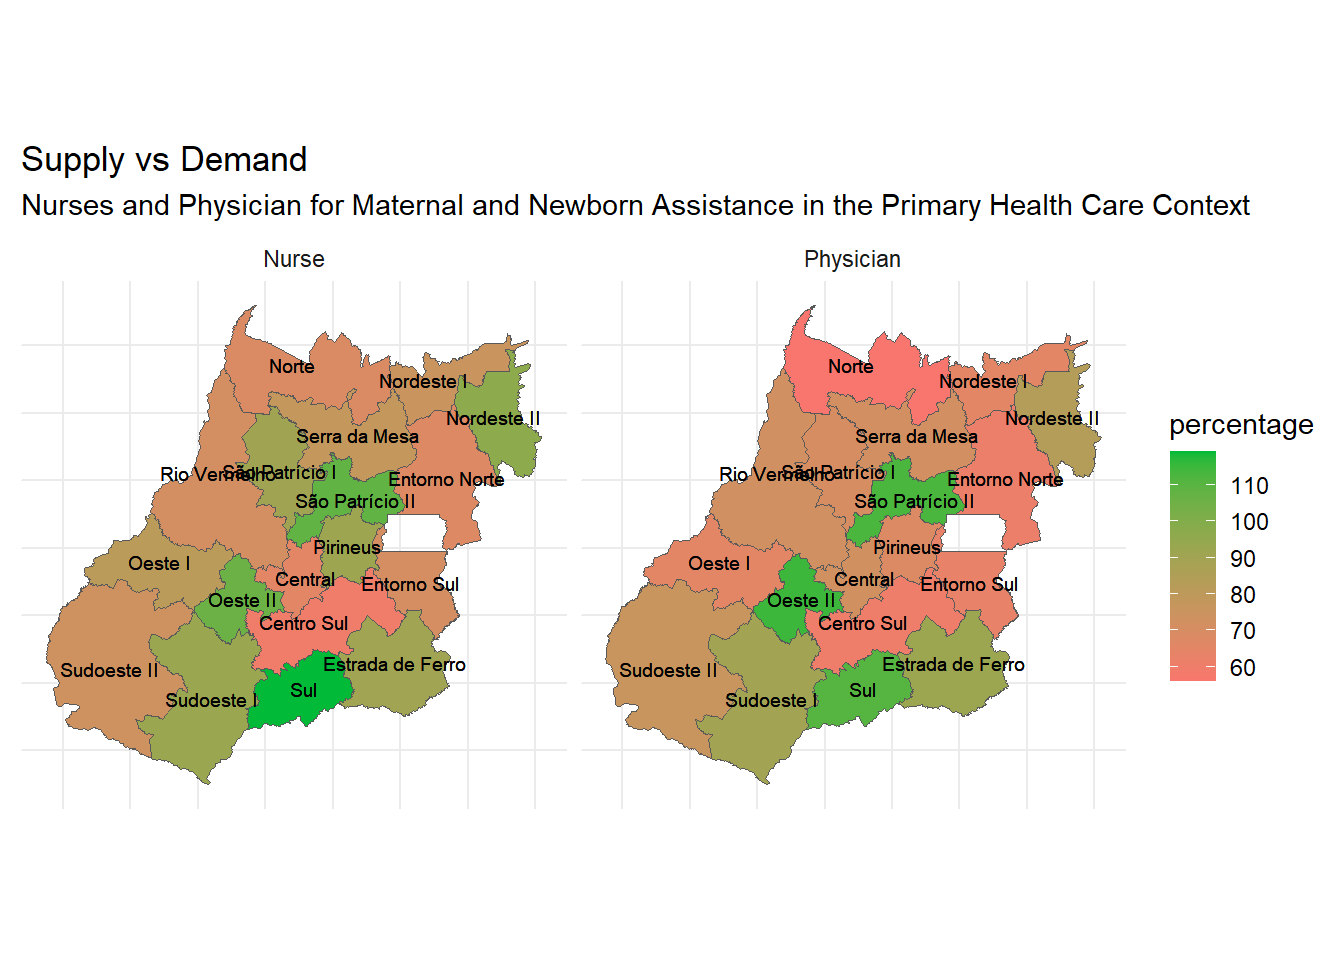 Supply vs Demand
Nurses and Physician for Maternal and Newborn Assistance in the Primary Health Care Context
Nurse
Norte
Nordeste I
Nordeste II
Serra da Mesa
Rio Vermelho
São Patrício I
Entorno Norte
São Patrício II
Pirineus
Oeste I
Central
Entorno Sul
Oeste II
Centro Sul
Estrada de Ferro
Sudoeste II
Sul
Sudoeste I
Physician
Norte
Nordeste I
Nordeste II
Serra da Mesa
Rio Vermelho
São Patrício I
Entorno Norte
São Patrício II
Pirineus
Oeste I
Central
Entorno Sul
Oeste II
Centro Sul
Estrada de Ferro
Sudoeste II
Sul
Sudoeste I
percentage
110
100
90
80
70
60